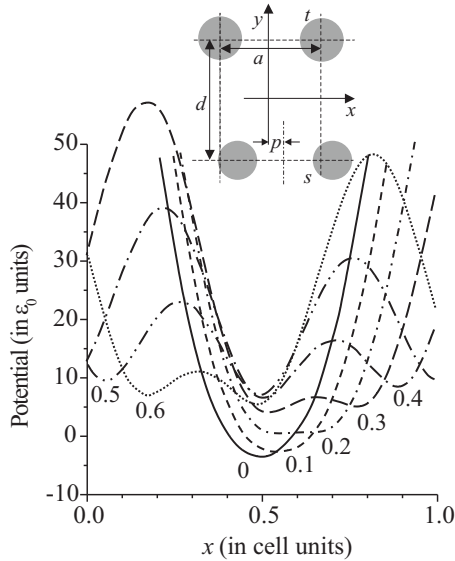 y
t
a
d
x
p
s
50
40
30
20
10
0
-10
Potential (in ε₀ units)
0.5
0.6
0
0.1
0.2
0.3
0.4
0.0
0.5
1.0
x (in cell units)